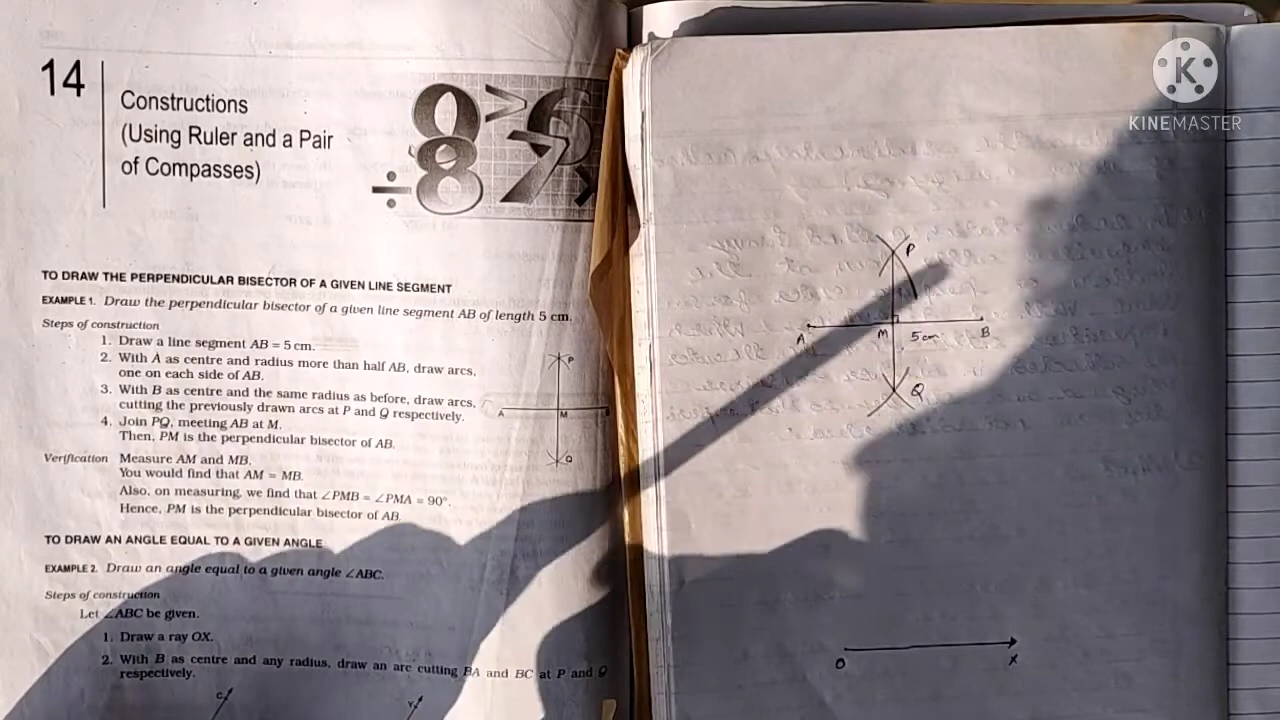 14
Constructions
(Using Ruler and a Pair
of Compasses)
TO DRAW THE PERPENDICULAR BISECTOR OF A GIVEN LINE SEGMENT
EXAMPLE 1. Draw the perpendicular bisector of a given line segment AB of length 5 cm.
Steps of construction
1. Draw a line segment AB = 5 cm.
2. With A as centre and radius more than half AB, draw arcs,
one on each side of AB.
3. With B as centre and the same radius as before, draw arcs,
cutting the previously drawn arcs at P and Q respectively.
4. Join PQ, meeting AB at M.
Then, PM is the perpendicular bisector of AB.
P
A M
Q
Verification Measure AM and MB.
You would find that AM = MB.
Also, on measuring, we find that ∠PMB = ∠PMA = 90°.
Hence, PM is the perpendicular bisector of AB.
TO DRAW AN ANGLE EQUAL TO A GIVEN ANGLE
EXAMPLE 2. Draw an angle equal to a given angle ∠ABC.
Steps of construction
Let ∠ABC be given.
1. Draw a ray OX.
2. With B as centre and any radius, draw an arc cutting BA and BC at P and Q
respectively.
C Y
KINEMASTER
P
A M 5cm B
Q
O X